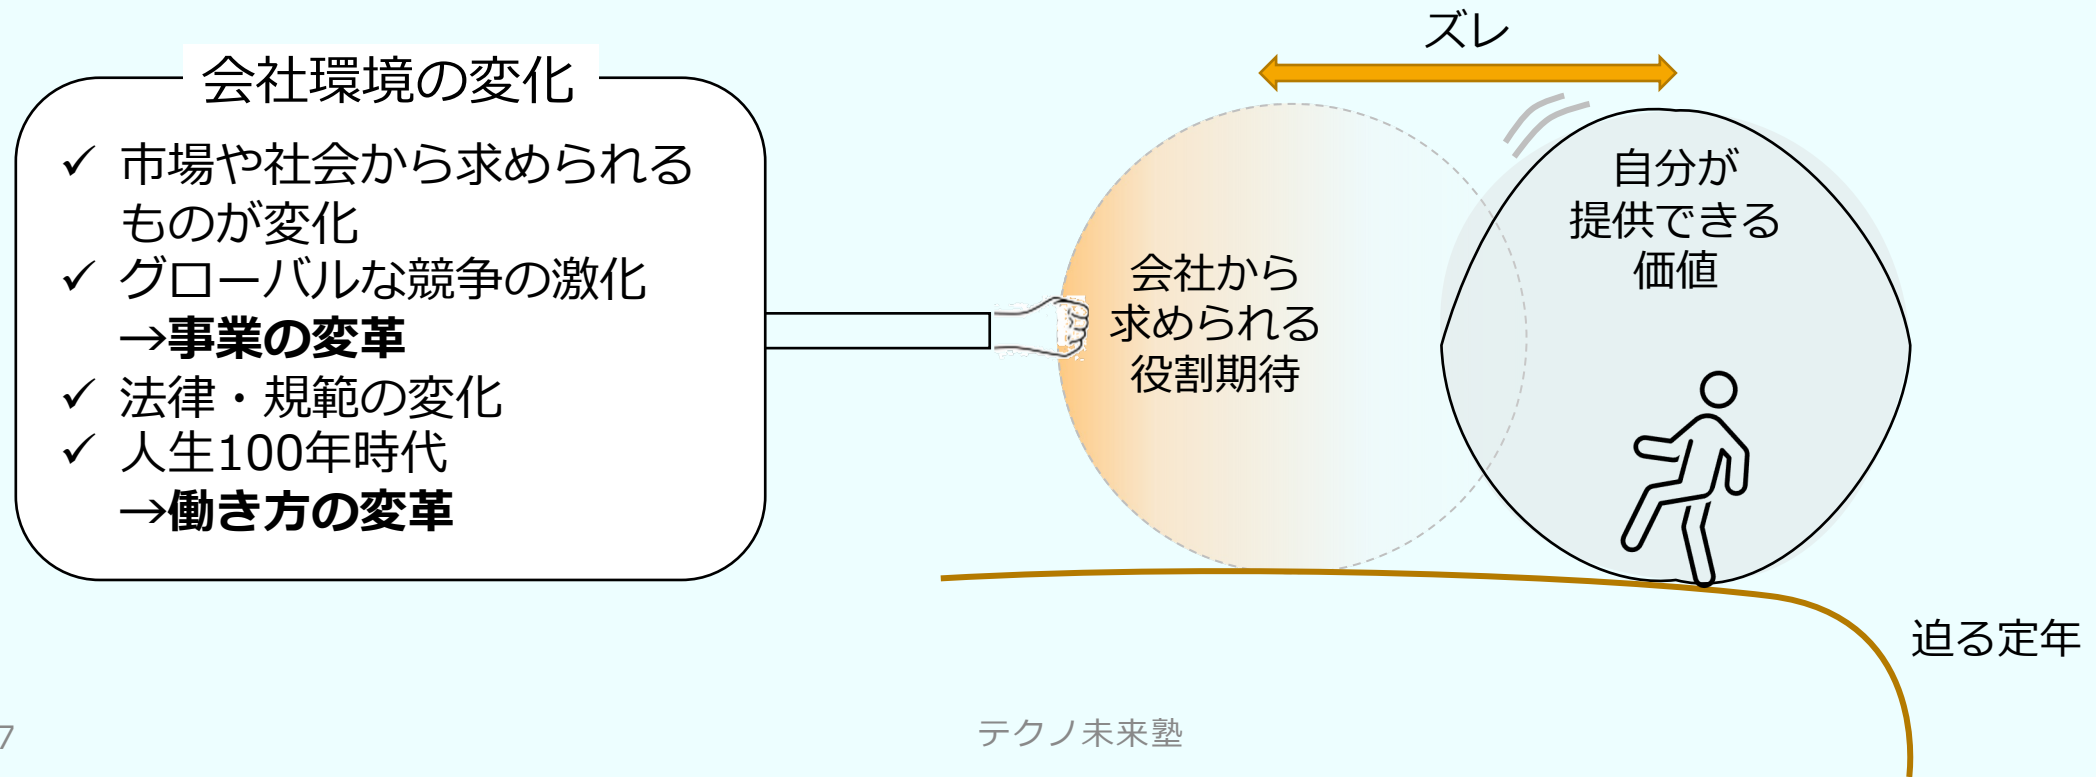 会社環境の変化
✓ 市場や社会から求められる
ものが変化
✓ グローバルな競争の激化
→事業の変革
✓ 法律・規範の変化
✓ 人生100年時代
→働き方の変革
ズレ
会社から
求められる
役割期待
自分が
提供できる
価値
迫る定年
テクノ未来塾
7